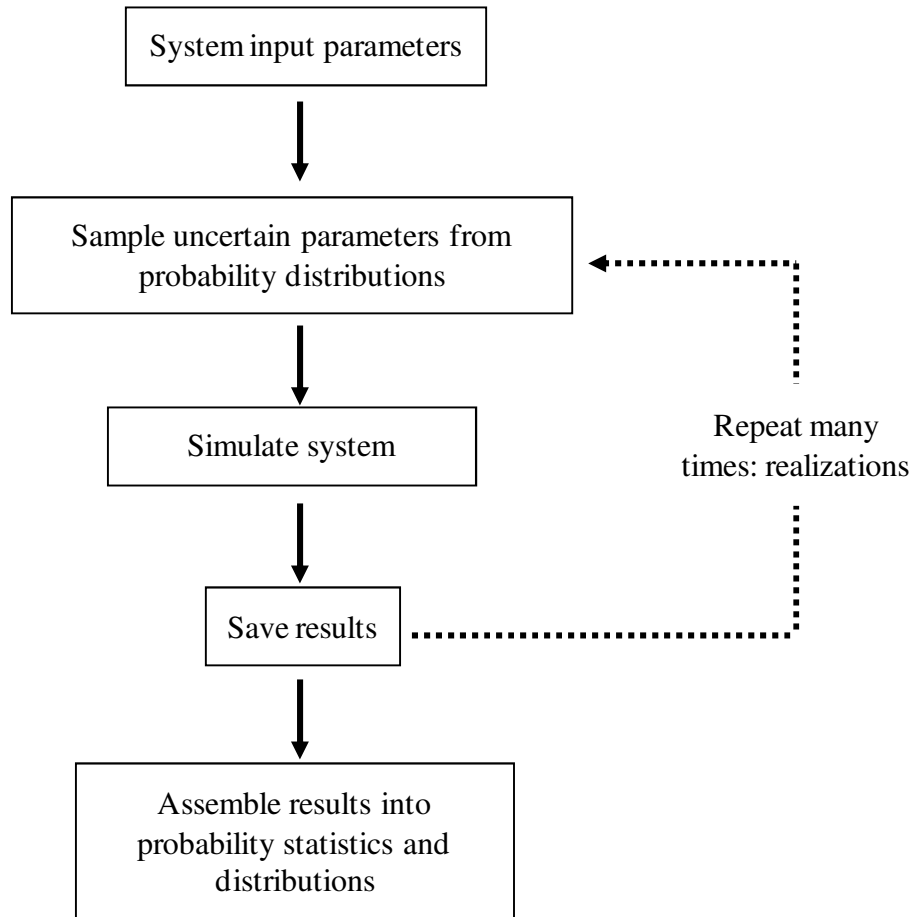 System input parameters
Sample uncertain parameters from
probability distributions
Simulate system
Repeat many
times: realizations
Save results
Assemble results into
probability statistics and
distributions